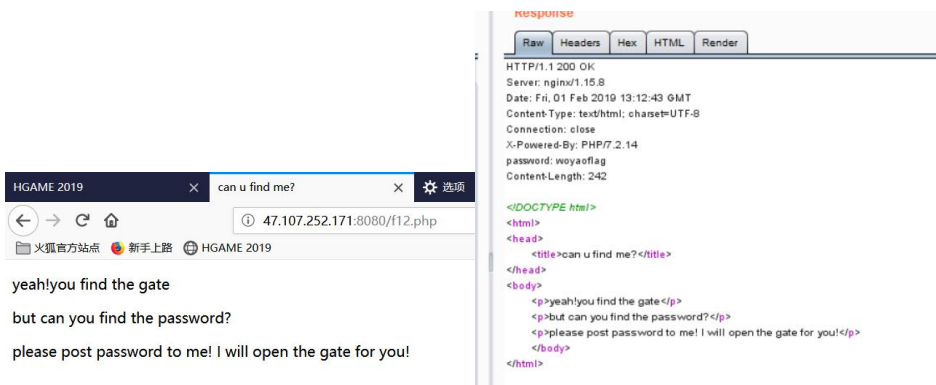 HGAME 2019
can u find me?
选项
47.107.252.171:8080/f12.php
火狐官方站点 新手上路 HGAME 2019
yeah!you find the gate
but can you find the password?
please post password to me! I will open the gate for you!
Response
Raw Headers Hex HTML Render
HTTP/1.1 200 OK
Server: nginx/1.15.8
Date: Fri, 01 Feb 2019 13:12:43 GMT
Content-Type: text/html; charset=UTF-8
Connection: close
X-Powered-By: PHP/7.2.14
password: woyaoflag
Content-Length: 242
<!DOCTYPE html>
<html>
<head>
<title>can u find me?</title>
</head>
<body>
<p>yeah!you find the gate</p>
<p>but can you find the password?</p>
<p>please post password to me! I will open the gate for you!</p>
</body>
</html>